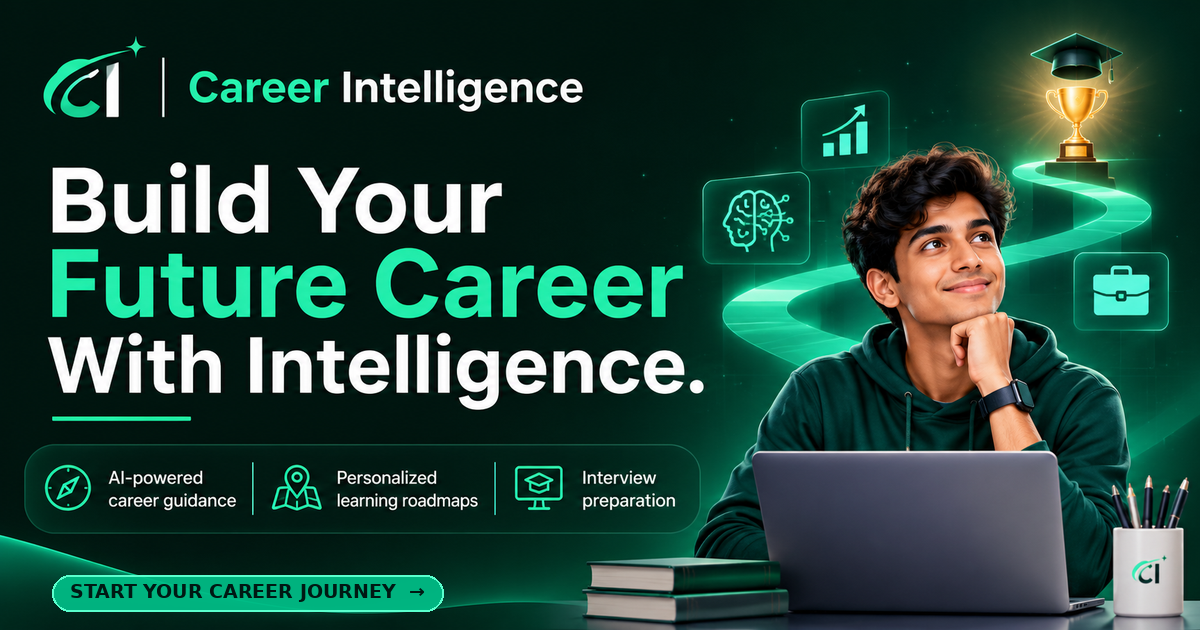 CI
Career Intelligence
Build Your
Future Career
With Intelligence.
AI-powered
career guidance
Personalized
learning roadmaps
Interview
preparation
START YOUR CAREER JOURNEY →
CI